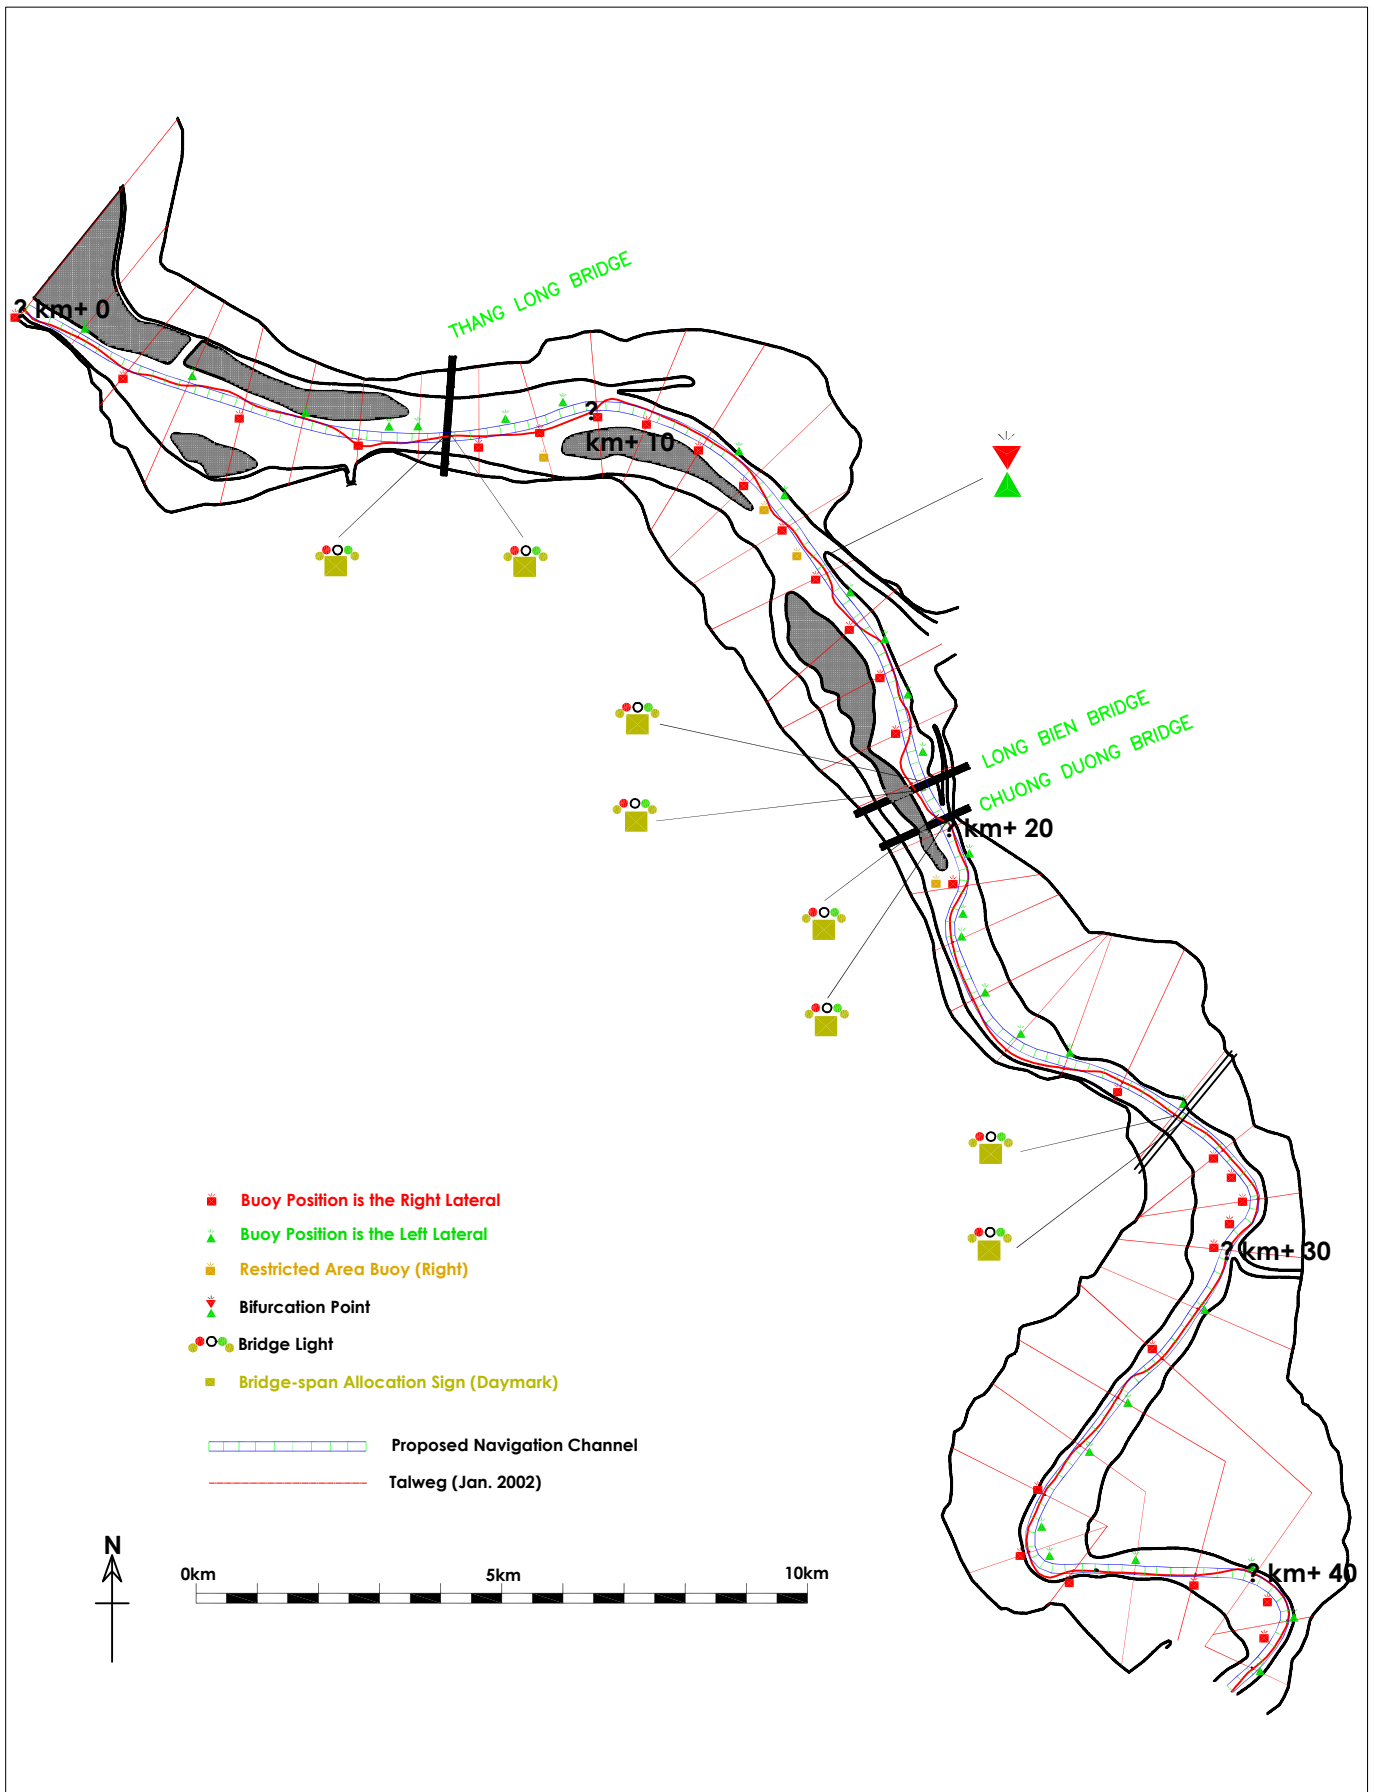 THANG LONG BRIDGE
? km+ 0
?
km+ 10
LONG BIEN BRIDGE
CHUONG DUONG BRIDGE
? km+ 20
Buoy Position is the Right Lateral
Buoy Position is the Left Lateral
Restricted Area Buoy (Right)
Bifurcation Point
Bridge Light
Bridge-span Allocation Sign (Daymark)
? km+ 30
Proposed Navigation Channel
Talweg (Jan. 2002)
N
0km 5km 10km
? km+ 40